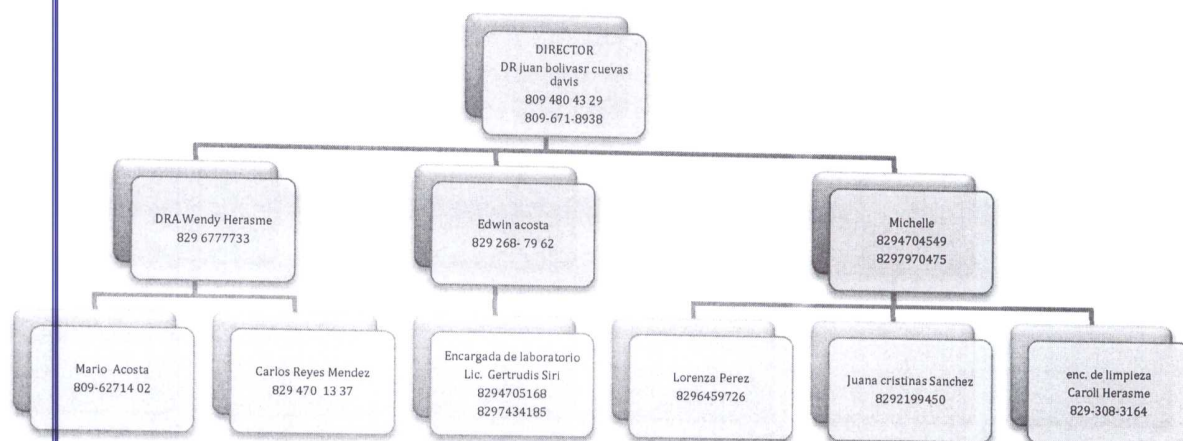 DIRECTOR
DR juan bolivasr cuevas
davis
809 480 43 29
809-671-8938
DRA.Wendy Herasme
829 6777733
Edwin acosta
829 268- 79 62
Michelle
8294704549
8297970475
Mario Acosta
809-62714 02
Carlos Reyes Mendez
829 470 13 37
Encargada de laboratorio
Lic. Gertrudis Siri
8294705168
8297434185
Lorenza Perez
8296459726
Juana cristinas Sanchez
8292199450
enc. de limpieza
Caroli Herasme
829-308-3164